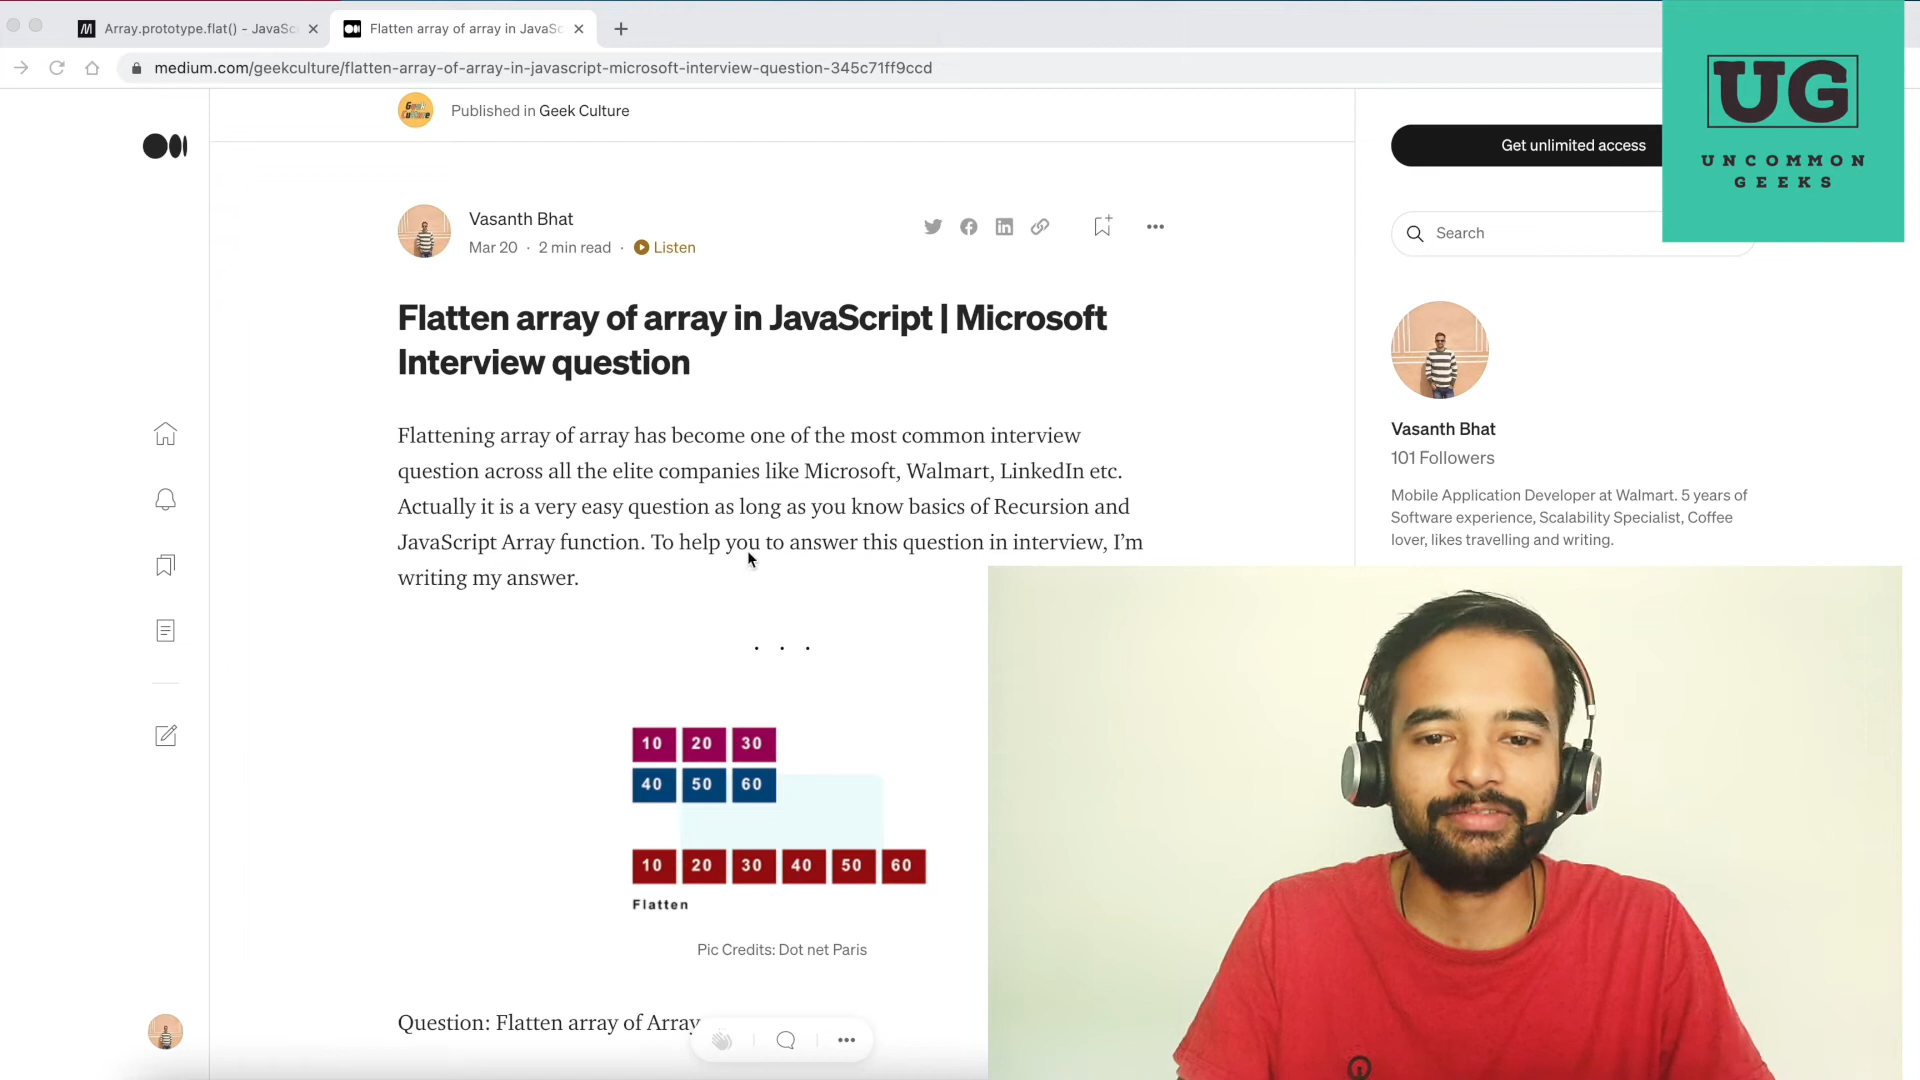 Array.prototype.flat() - JavaSc
Flatten array of array in JavaSc
medium.com/geekculture/flatten-array-of-array-in-javascript-microsoft-interview-question-345c71ff9ccd
UG
UNCOMMON
GEEKS
Geek
Culture
Published in Geek Culture
Get unlimited access
Search
Vasanth Bhat
Mar 20 · 2 min read · Listen
Flatten array of array in JavaScript | Microsoft
Interview question
Flattening array of array has become one of the most common interview
question across all the elite companies like Microsoft, Walmart, LinkedIn etc.
Actually it is a very easy question as long as you know basics of Recursion and
JavaScript Array function. To help you to answer this question in interview, I’m
writing my answer.
. . .
10 20 30
40 50 60
10 20 30 40 50 60
Flatten
Pic Credits: Dot net Paris
Question: Flatten array of Array
Vasanth Bhat
101 Followers
Mobile Application Developer at Walmart. 5 years of
Software experience, Scalability Specialist, Coffee
lover, likes travelling and writing.